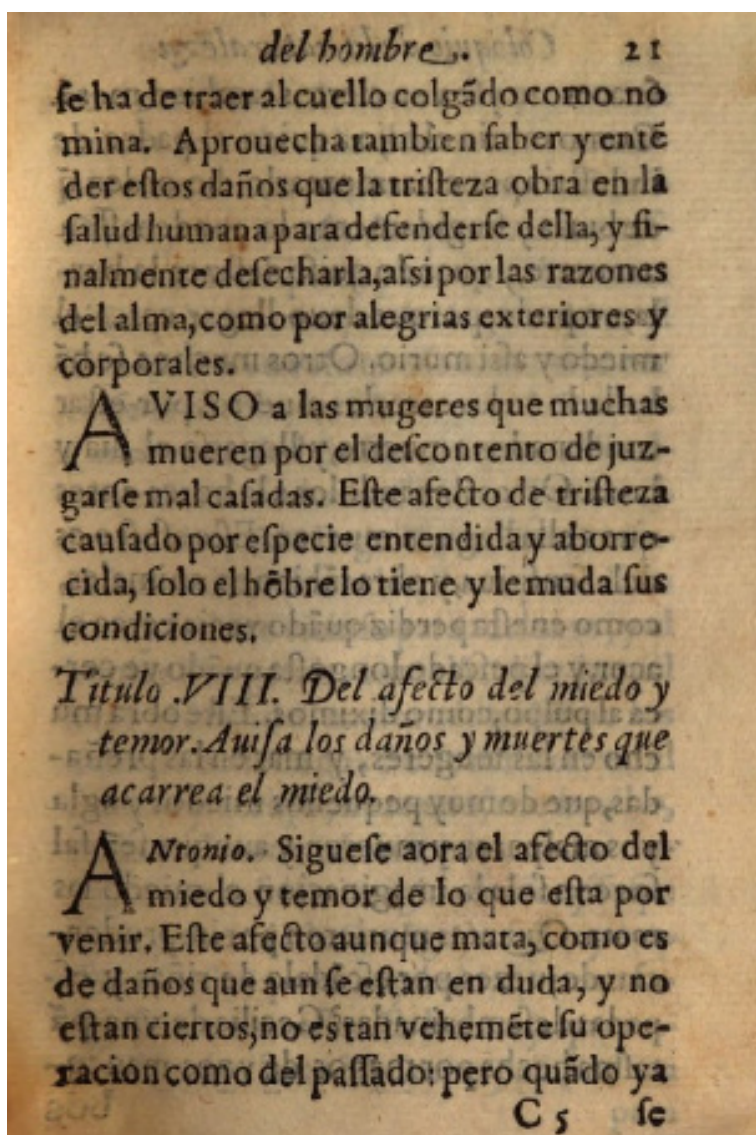 del hombre. 21
ſe ha de traer al cuello colgãdo como no
mina. Aprouecha tambien ſaber y entẽ
der eſtos daños que la triſteza obra en la
ſalud humana para defenderſe della, y fi-
nalmente deſecharla, aſsi por las razones
del alma, como por alegrias exteriores y
corporales.
AVISO a las mugeres que muchas
mueren por el deſcontento de juz-
garſe mal caſadas. Eſte afecto de triſteza
cauſado por eſpecie entendida y aborre-
cida, ſolo el hõbre lo tiene y le muda ſus
condiciones.
Titulo .VIII. Del afecto del miedo y
temor. Auiſa los daños y muertes que
acarrea el miedo.
ANtonio. Sigueſe aora el afecto del
miedo y temor de lo que eſta por
venir. Eſte afecto aunque mata, como es
de daños que aun ſe eſtan en duda, y no
eſtan ciertos, no es tan vehemẽte ſu ope-
racion como del paſſado: pero quãdo ya
C 5 ſe